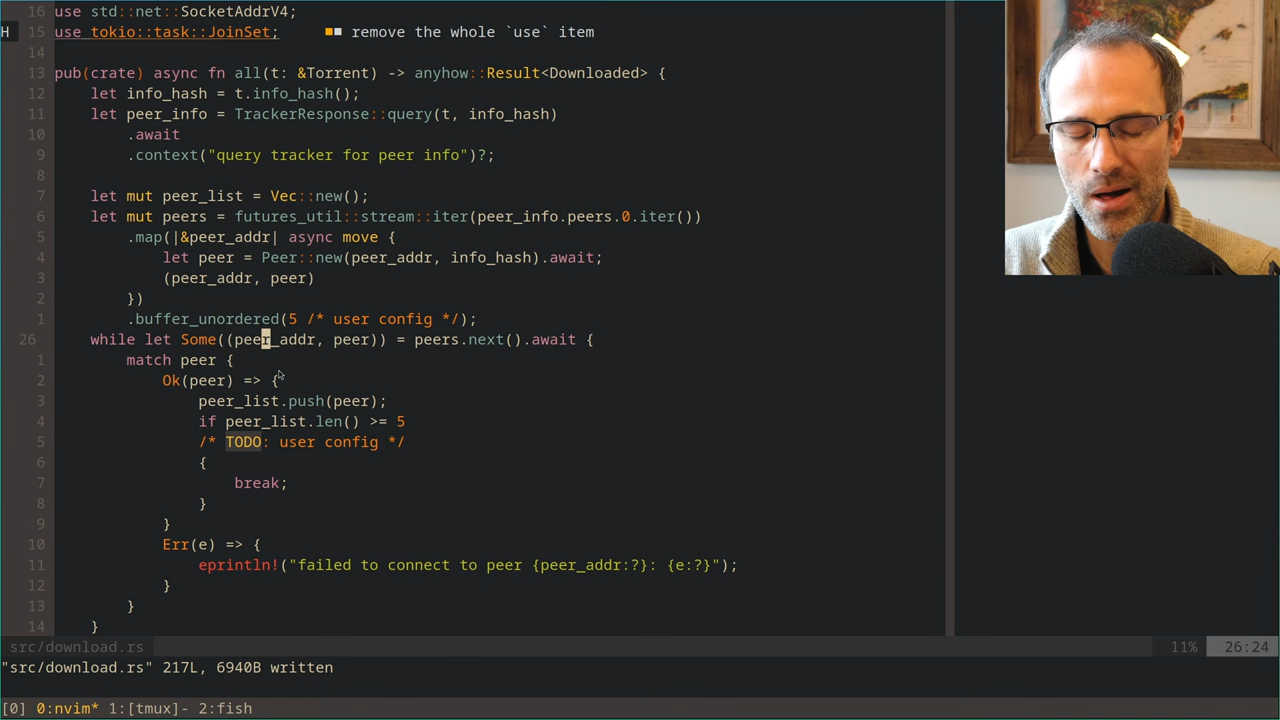 16 use std::net::SocketAddrV4;
H 15 use tokio::task::JoinSet; remove the whole `use` item
14
13 pub(crate) async fn all(t: &Torrent) -> anyhow::Result<Downloaded> {
12 let info_hash = t.info_hash();
11 let peer_info = TrackerResponse::query(t, info_hash)
10 .await
9 .context("query tracker for peer info")?;
8
7 let mut peer_list = Vec::new();
6 let mut peers = futures_util::stream::iter(peer_info.peers.0.iter())
5 .map(|&peer_addr| async move {
4 let peer = Peer::new(peer_addr, info_hash).await;
3 (peer_addr, peer)
2 })
1 .buffer_unordered(5 /* user config */);
26 while let Some((peer_addr, peer)) = peers.next().await {
1 match peer {
2 Ok(peer) => {
3 peer_list.push(peer);
4 if peer_list.len() >= 5
5 /* TODO: user config */
6 {
7 break;
8 }
9 }
10 Err(e) => {
11 eprintln!("failed to connect to peer {peer_addr:?}: {e:?}");
12 }
13 }
14 }
src/download.rs 11% 26:24
"src/download.rs" 217L, 6940B written
[0] 0:nvim* 1:[tmux]- 2:fish